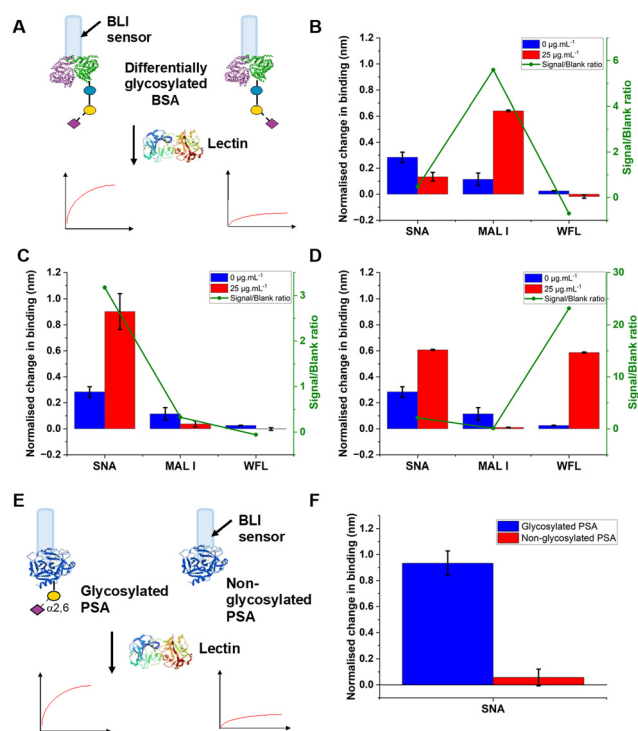 A
BLI
sensor
Differentially
glycosylated
BSA
Lectin
B
Normalised change in binding (nm)
1.2
1.0
0.8
0.6
0.4
0.2
0.0
−0.2
0 µg.mL⁻¹
25 µg.mL⁻¹
Signal/Blank ratio
6
4
2
0
Signal/Blank ratio
SNA MAL I WFL
C
Normalised change in binding (nm)
1.2
1.0
0.8
0.6
0.4
0.2
0.0
−0.2
0 µg.mL⁻¹
25 µg.mL⁻¹
Signal/Blank ratio
3
2
1
0
Signal/Blank ratio
SNA MAL I WFL
D
Normalised change in binding (nm)
1.2
1.0
0.8
0.6
0.4
0.2
0.0
−0.2
0 µg.mL⁻¹
25 µg.mL⁻¹
Signal/Blank ratio
30
20
10
0
Signal/Blank ratio
SNA MAL I WFL
E
BLI
sensor
α2,6
Glycosylated
PSA
Non-
glycosylated
PSA
Lectin
F
Normalised change in binding (nm)
1.2
1.0
0.8
0.6
0.4
0.2
0.0
−0.2
Glycosylated PSA
Non-glycosylated PSA
SNA